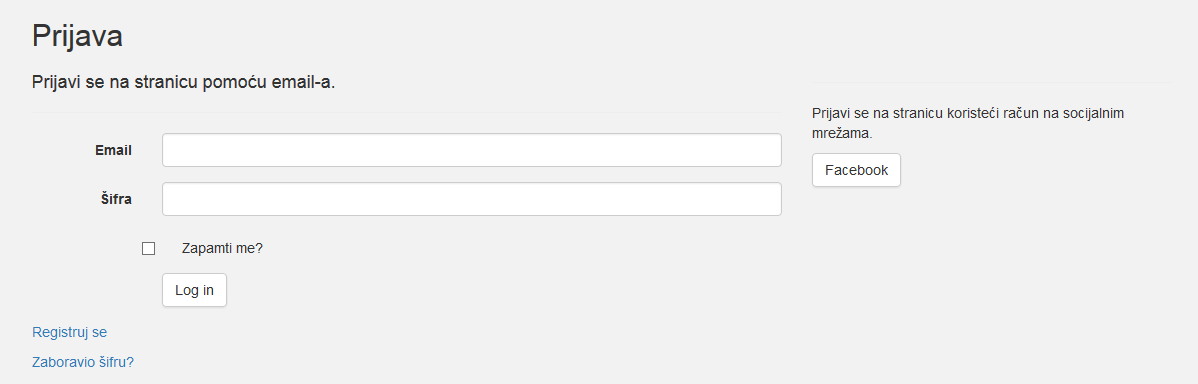 Prijava
Prijavi se na stranicu pomoću email-a.
Email
Šifra
Zapamti me?
Log in
Registruj se
Zaboravio šifru?
Prijavi se na stranicu koristeći račun na socijalnim
mrežama.
Facebook